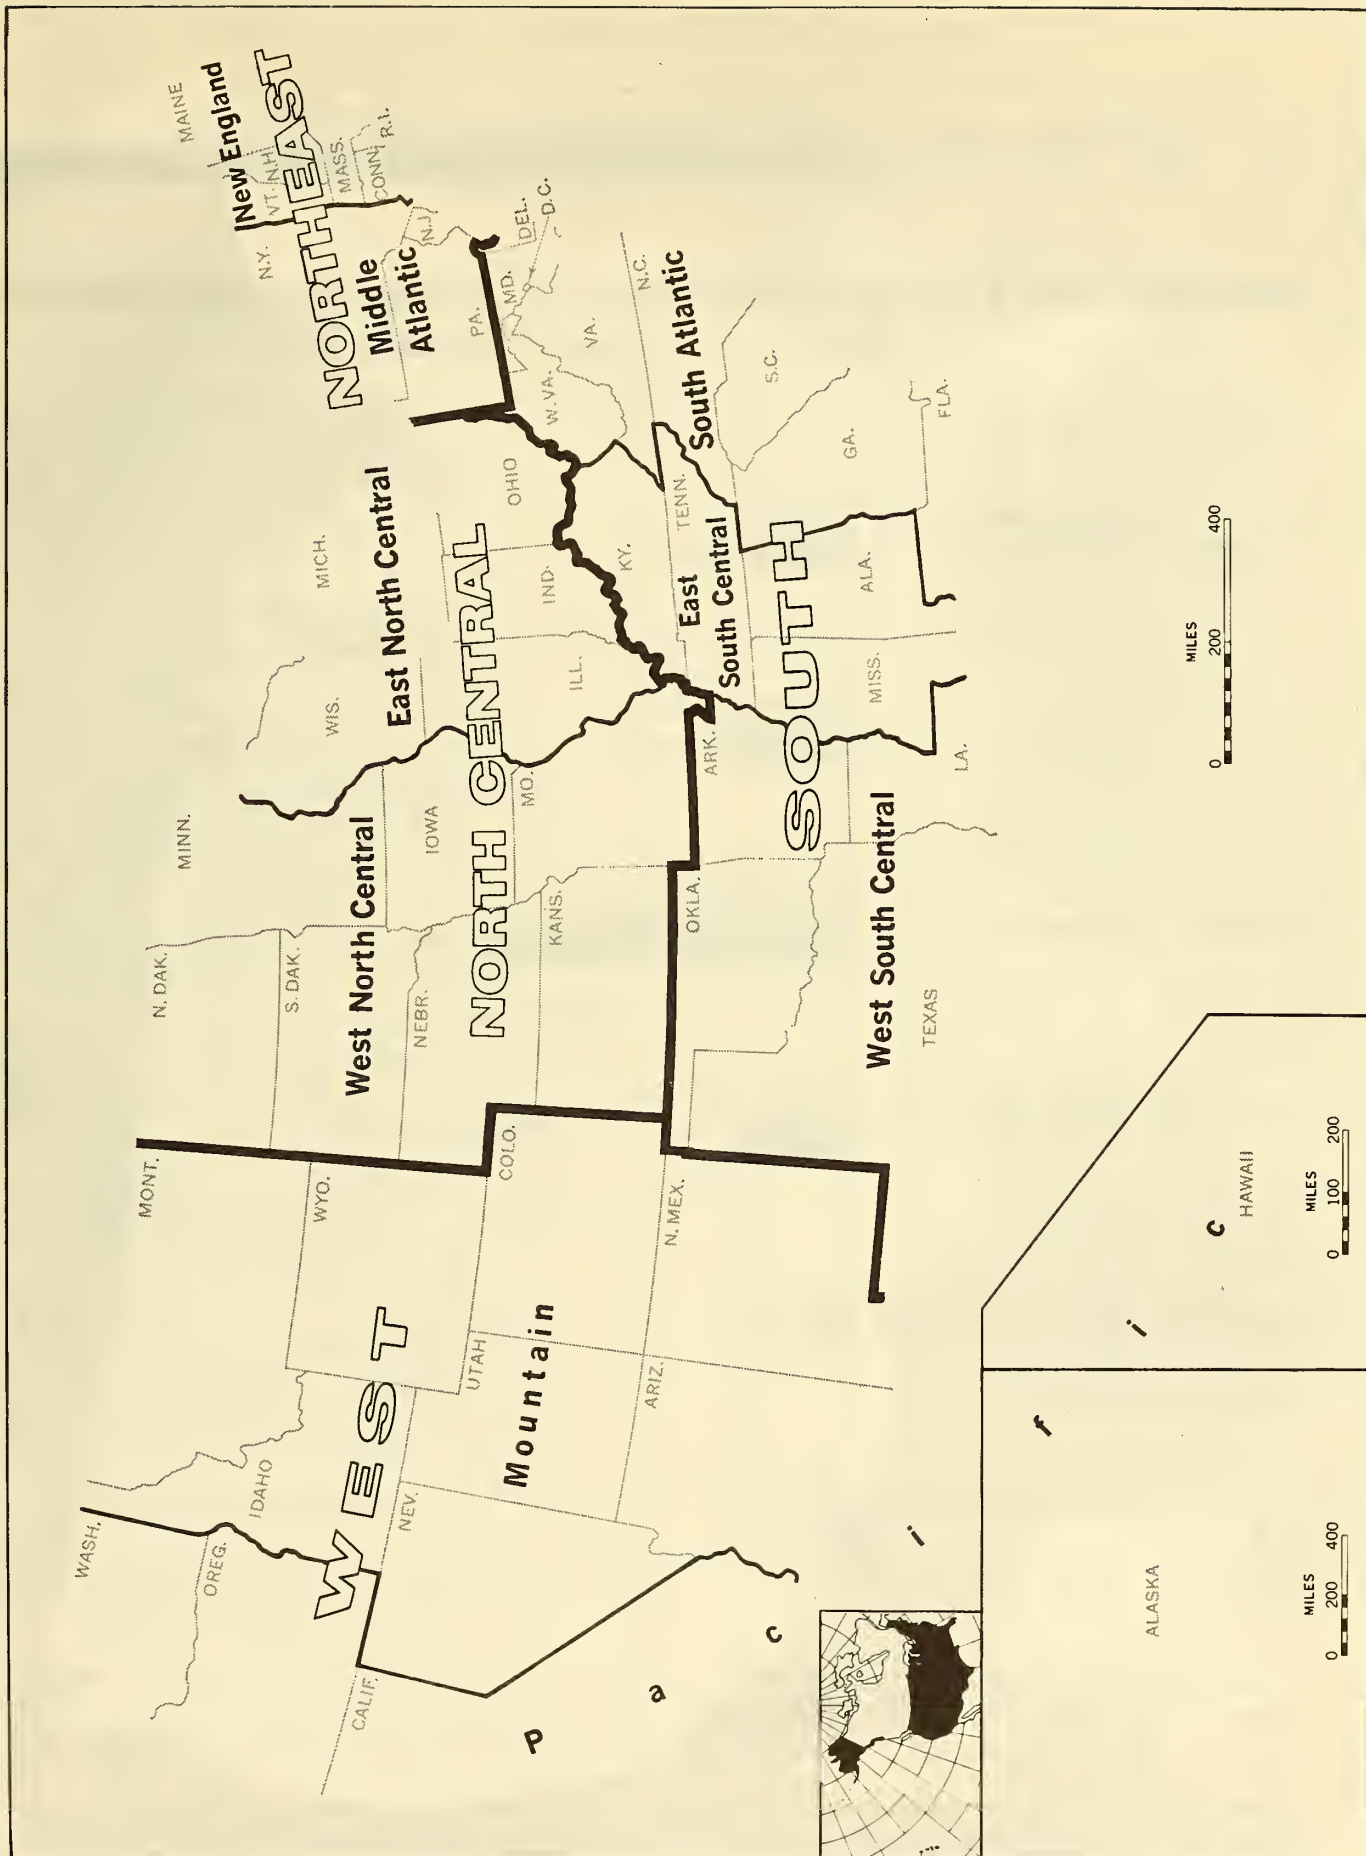 WASH.
MONT.
N. DAK.
MINN.
MAINE
New England
NORTHEAST
VT.
N.H.
MASS.
CONN.
R.I.
N.Y.
Middle
Atlantic
N.J.
PA.
OREG.
IDAHO
WYO.
S. DAK.
WIS.
MICH.
WEST
West North Central
East North Central
NEBR.
IOWA
NORTH CENTRAL
ILL.
IND.
OHIO
CALIF.
NEV.
UTAH
COLO.
KANS.
MO.
KY.
W.VA.
VA.
MD.
DEL.
D.C.
Mountain
ARIZ.
N. MEX.
OKLA.
ARK.
East
South Central
TENN.
N.C.
South Atlantic
S.C.
SOUTH
West South Central
TEXAS
LA.
MISS.
ALA.
GA.
FLA.
Pacific
ALASKA
MILES
0 200 400
HAWAII
MILES
0 100 200
MILES
0 200 400